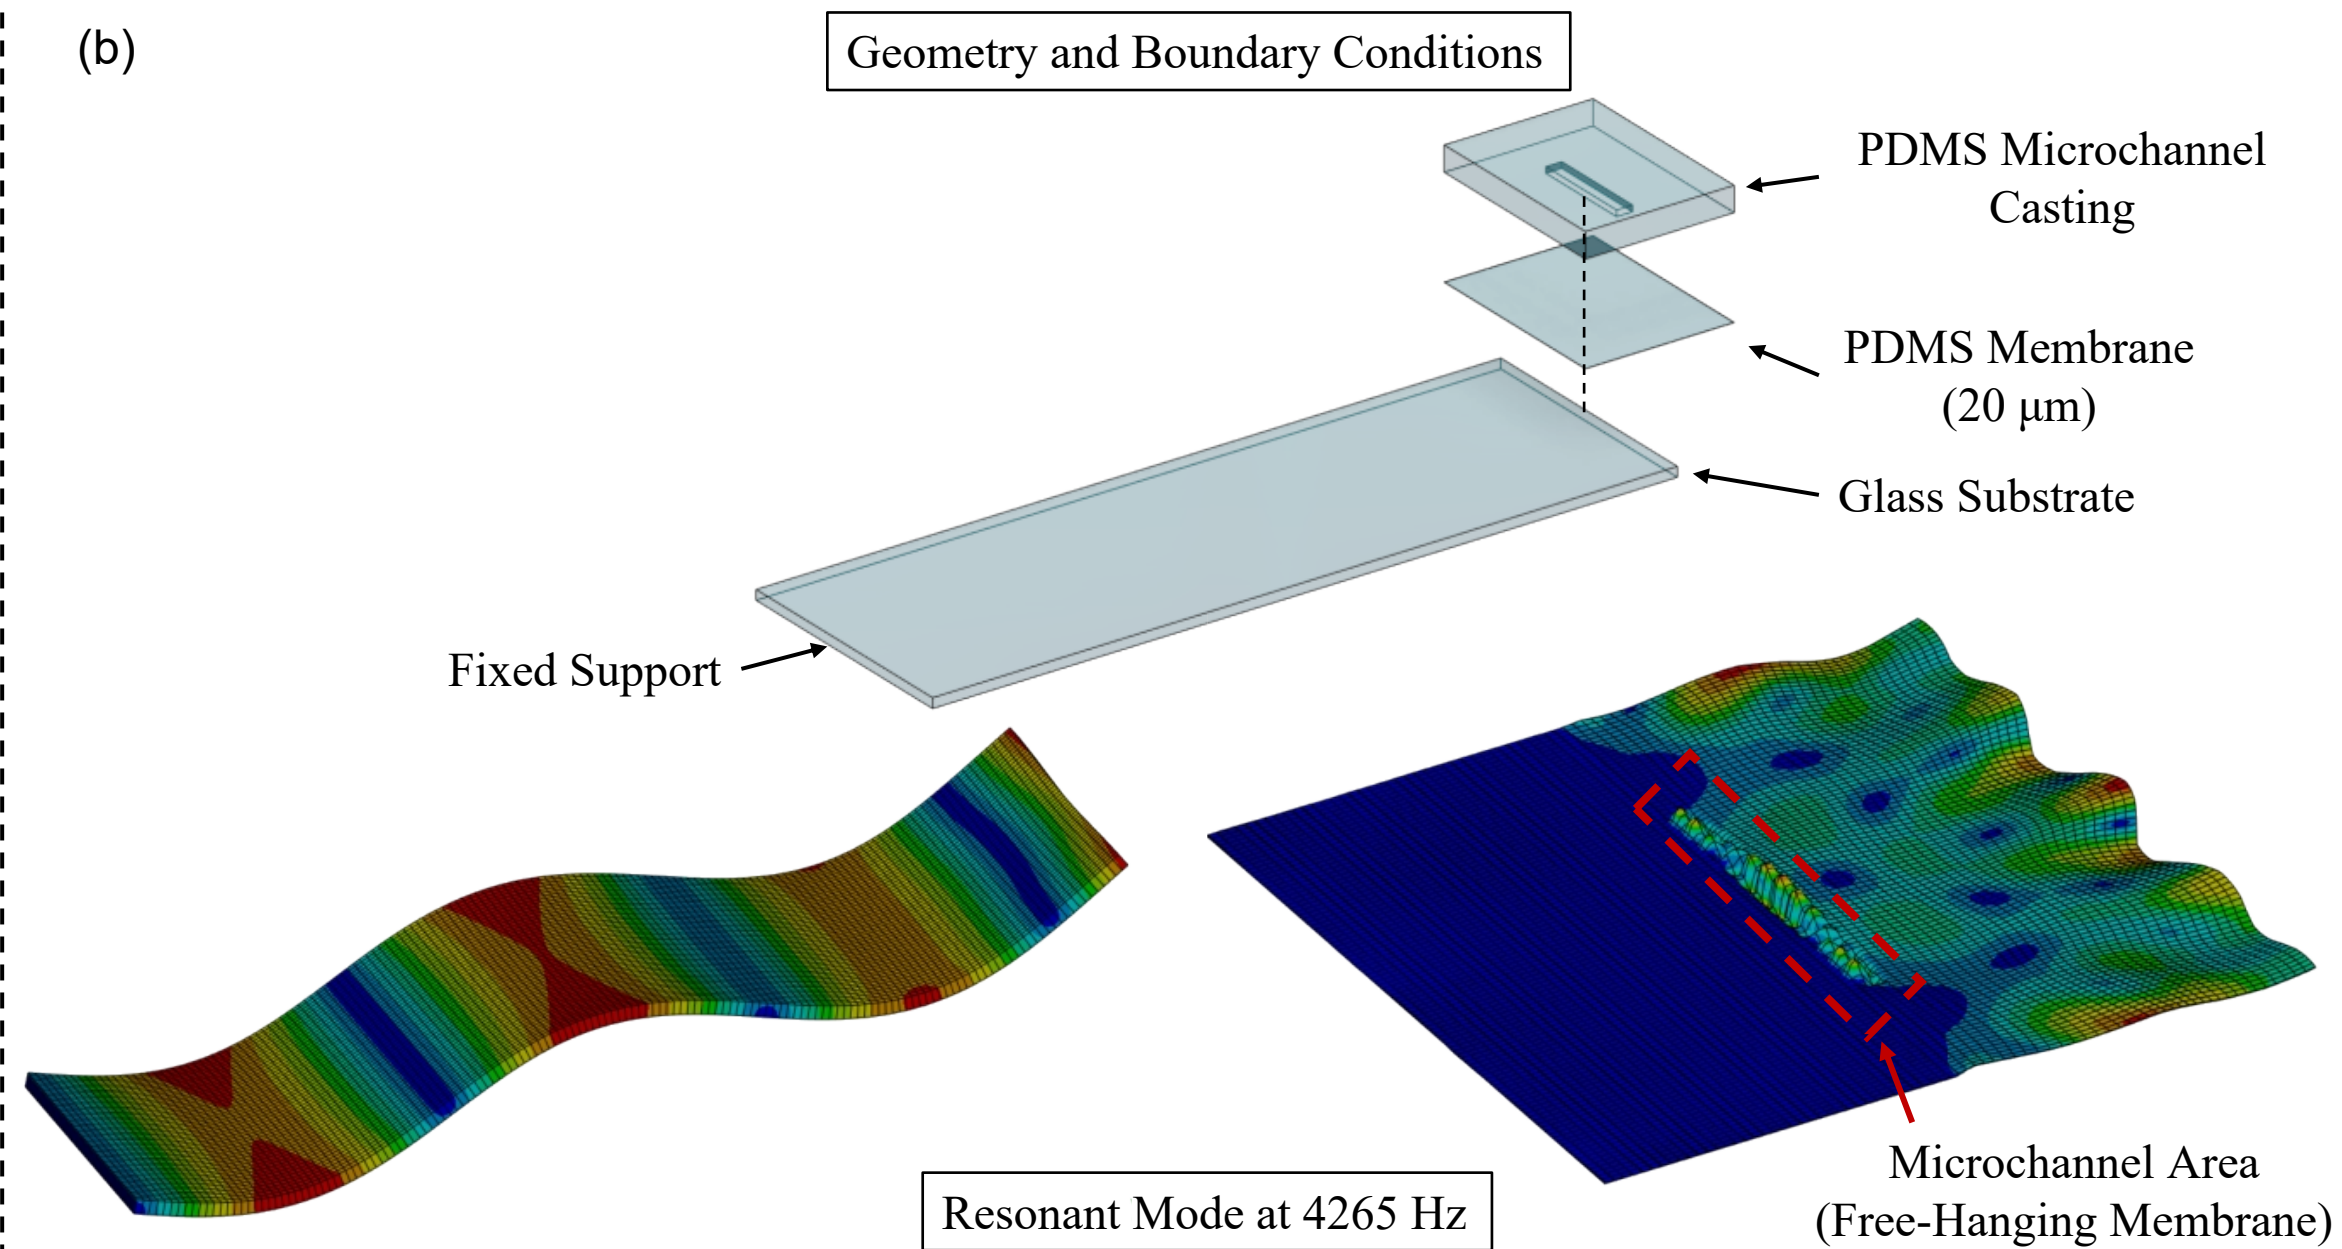 (b)
Geometry and Boundary Conditions
PDMS Microchannel
Casting
PDMS Membrane
(20 μm)
Glass Substrate
Fixed Support
Microchannel Area
(Free-Hanging Membrane)
Resonant Mode at 4265 Hz